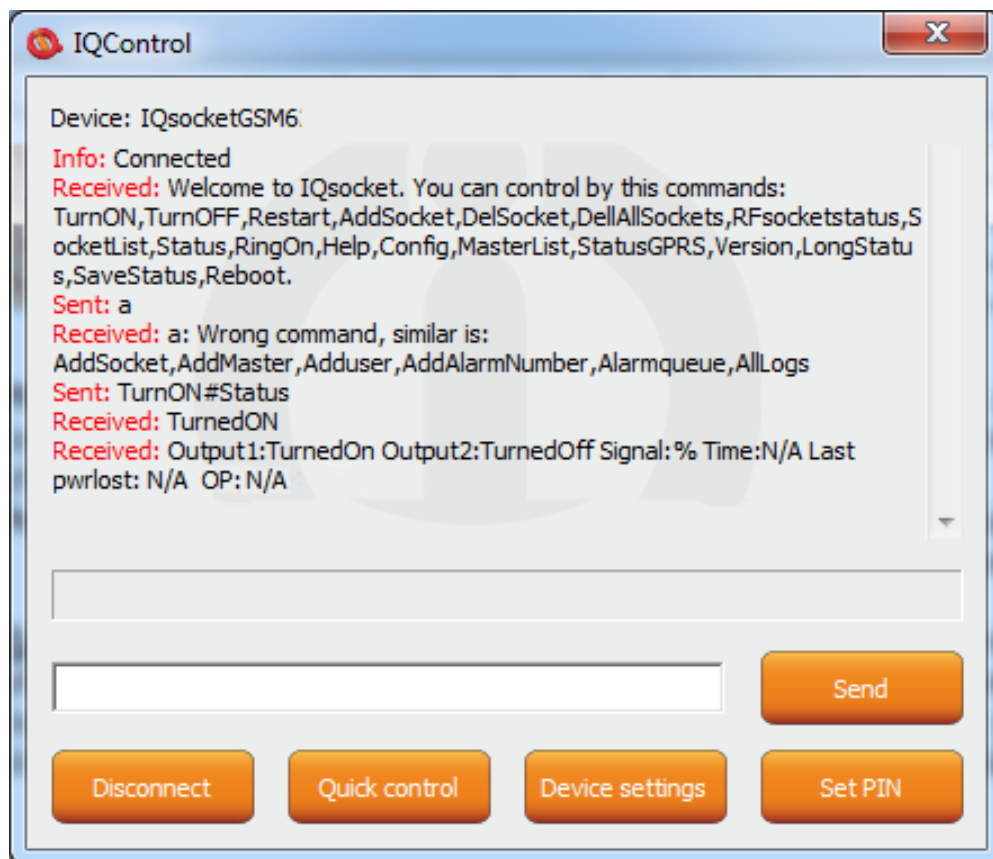 IQControl
Device: IQsocketGSM6
Info: Connected
Received: Welcome to IQsocket. You can control by this commands:
TurnON,TurnOFF,Restart,AddSocket,DelSocket,DellAllSockets,RFsocketstatus,S
ocketList,Status,RingOn,Help,Config,MasterList,StatusGPRS,Version,LongStatu
s,SaveStatus,Reboot.
Sent: a
Received: a: Wrong command, similar is:
AddSocket,AddMaster,Adduser,AddAlarmNumber,Alarmqueue,AllLogs
Sent: TurnON#Status
Received: TurnedON
Received: Output1:TurnedOn Output2:TurnedOff Signal: % Time:N/A Last
pwrlost: N/A OP: N/A
Send
Disconnect
Quick control
Device settings
Set PIN